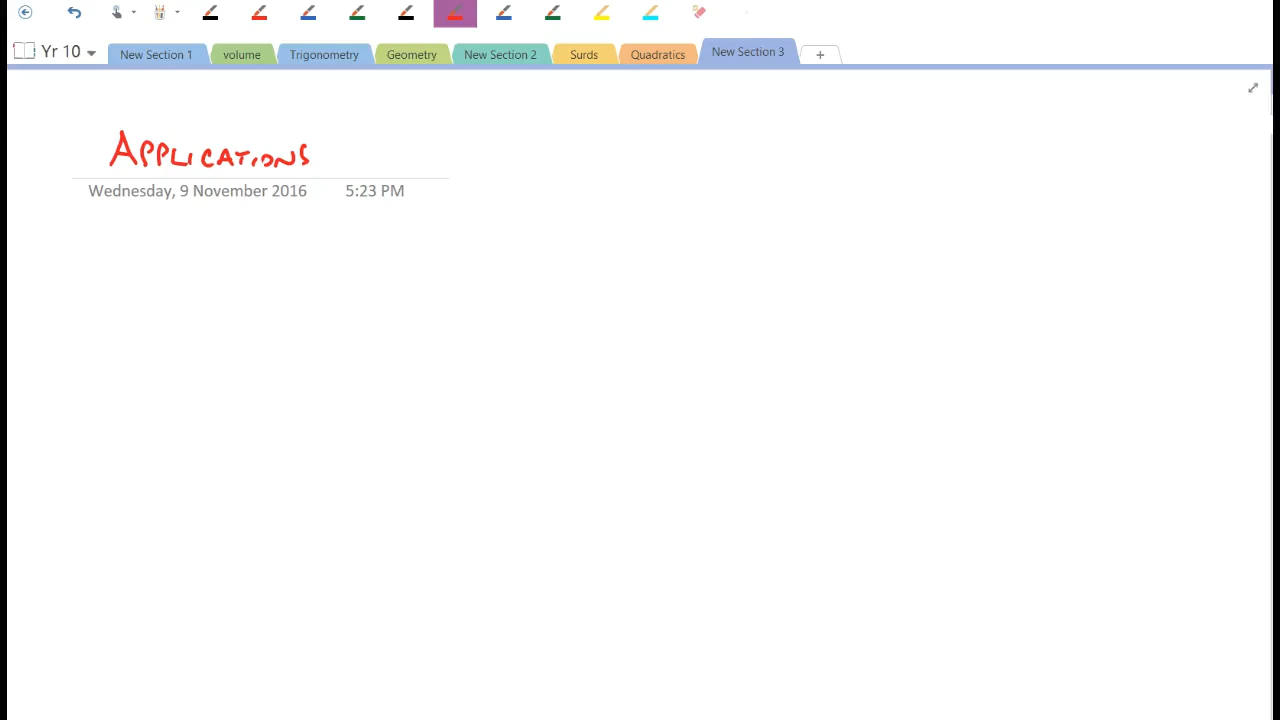 Yr 10
New Section 1 volume Trigonometry Geometry New Section 2 Surds Quadratics New Section 3 +
APPLICATIONS
Wednesday, 9 November 2016 5:23 PM